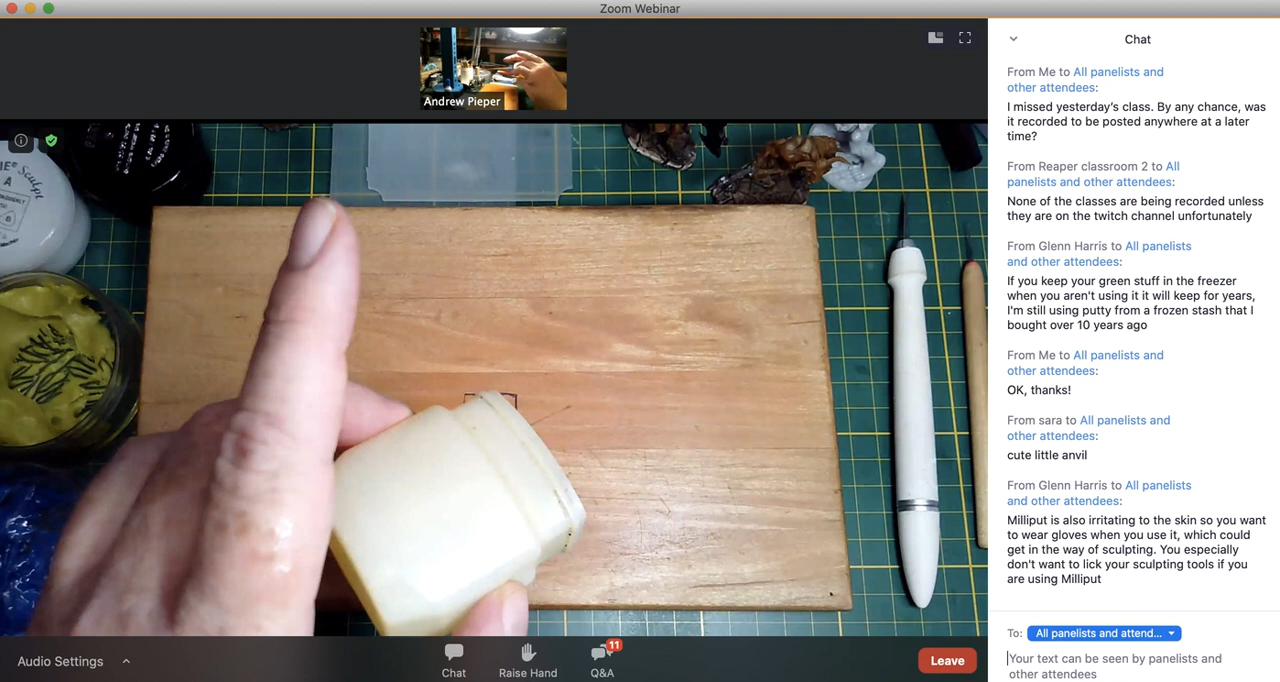 Zoom Webinar
Andrew Pieper
IE® Sculpt
A
Audio Settings
Chat
Raise Hand
11
Q&A
Leave
Chat
From Me to All panelists and
other attendees:
I missed yesterday's class. By any chance, was
it recorded to be posted anywhere at a later
time?
From Reaper classroom 2 to All
panelists and other attendees:
None of the classes are being recorded unless
they are on the twitch channel unfortunately
From Glenn Harris to All panelists
and other attendees:
If you keep your green stuff in the freezer
when you aren't using it it will keep for years,
I'm still using putty from a frozen stash that I
bought over 10 years ago
From Me to All panelists and
other attendees:
OK, thanks!
From sara to All panelists and
other attendees:
cute little anvil
From Glenn Harris to All panelists
and other attendees:
Milliput is also irritating to the skin so you want
to wear gloves when you use it, which could
get in the way of sculpting. You especially
don't want to lick your sculpting tools if you
are using Milliput
To: All panelists and attend...
Your text can be seen by panelists and
other attendees